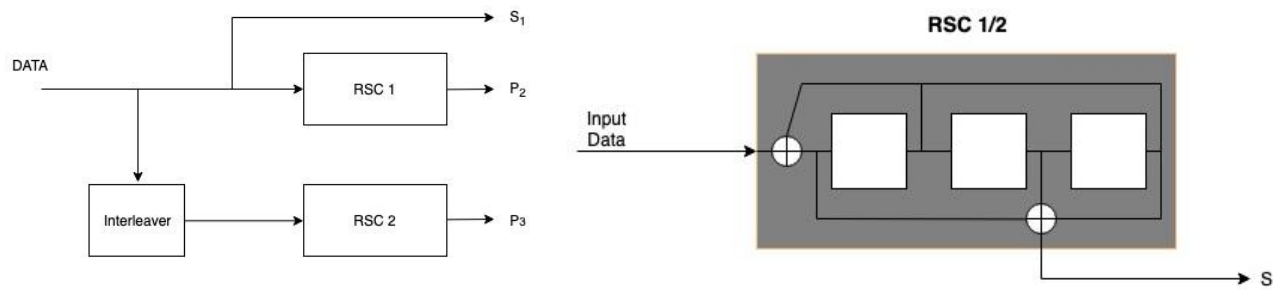 DATA
S1
RSC 1
P2
Interleaver
RSC 2
P3
RSC 1/2
Input
Data
S